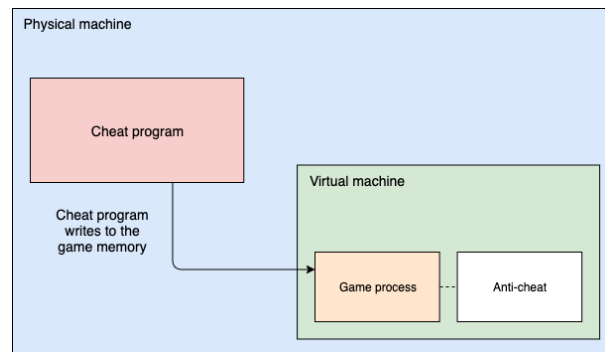 Physical machine
Cheat program
Virtual machine
Cheat program
writes to the
game memory
Game process
Anti-cheat